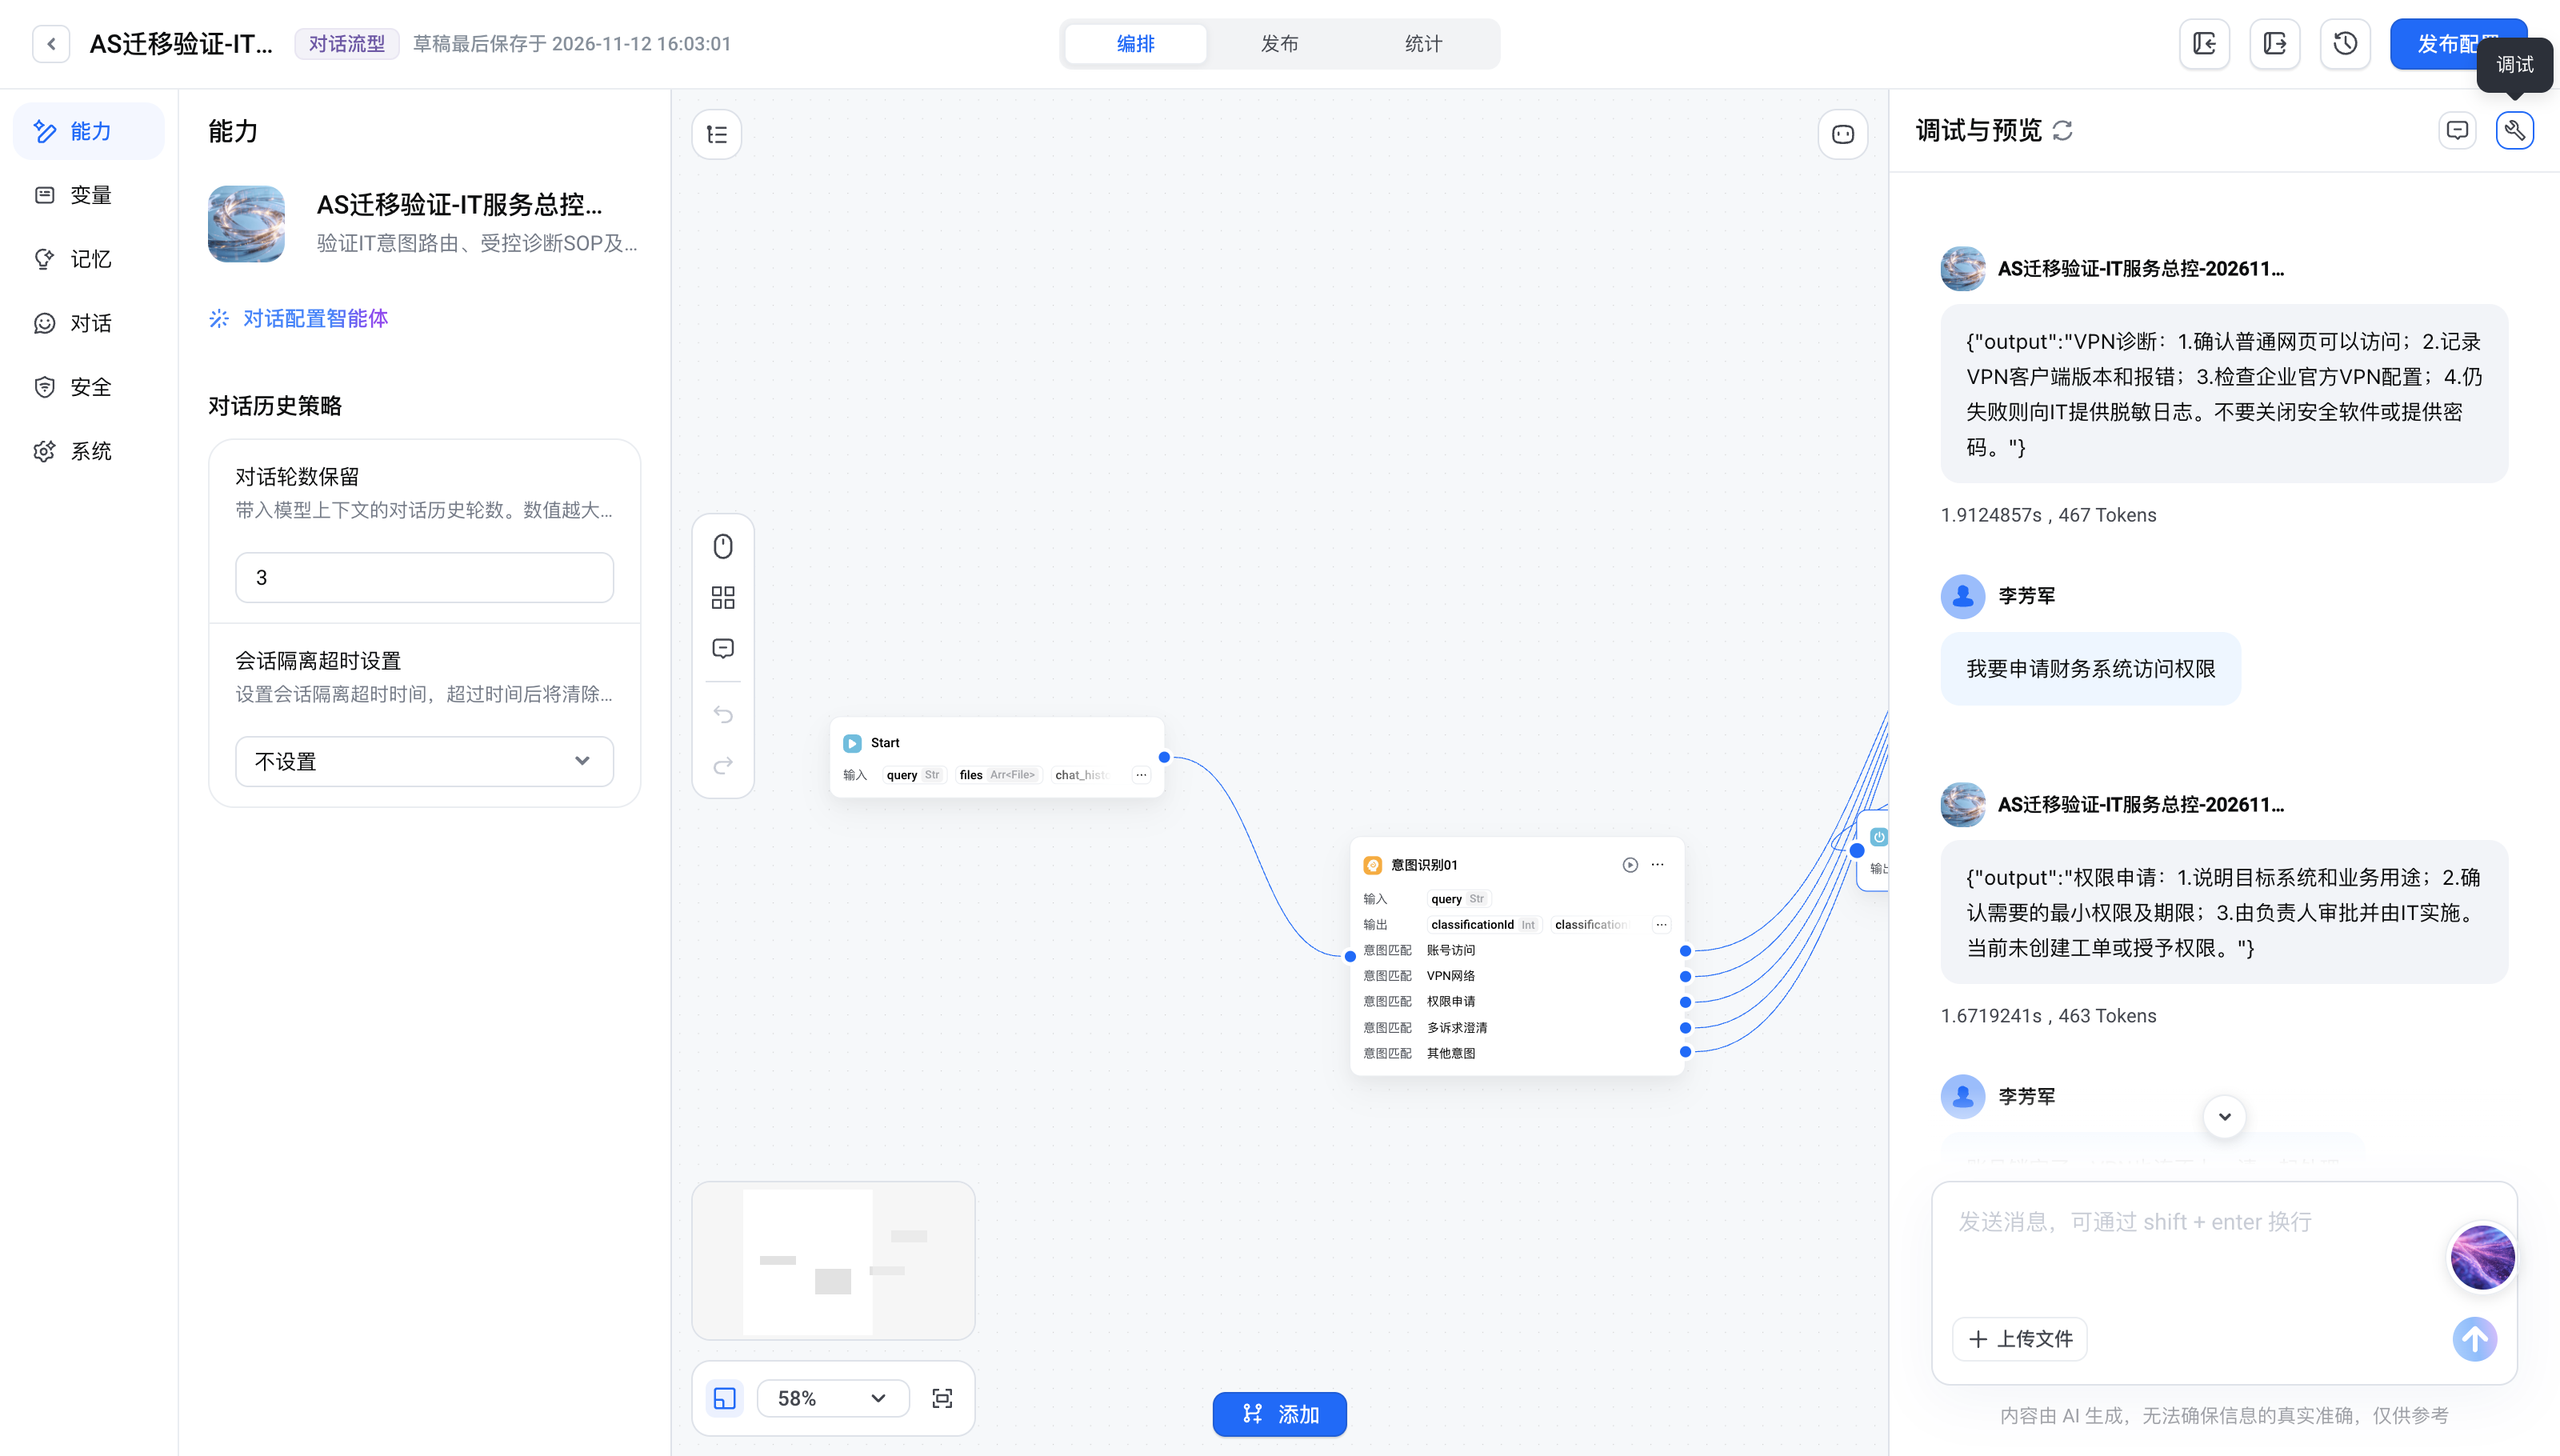 AS迁移验证-IT...
对话流型
草稿最后保存于 2026-11-12 16:03:01
编排
发布
统计
调试
能力
变量
记忆
对话
安全
系统
能力
AS迁移验证-IT服务总控...
验证IT意图路由、受控诊断SOP及...
对话配置智能体
对话历史策略
对话轮数保留
带入模型上下文的对话历史轮数。数值越大...
3
会话隔离超时设置
设置会话隔离超时时间，超过时间后将清除...
不设置
Start
输入 query Str files Arr<File> chat_hist
意图识别01
输入 query Str
输出 classificationId Int classification
意图匹配 账号访问
意图匹配 VPN网络
意图匹配 权限申请
意图匹配 多诉求澄清
意图匹配 其他意图
58%
添加
调试与预览
AS迁移验证-IT服务总控-202611...
{"output":"VPN诊断：1.确认普通网页可以访问；2.记录
VPN客户端版本和报错；3.检查企业官方VPN配置；4.仍
失败则向IT提供脱敏日志。不要关闭安全软件或提供密
码。"}
1.9124857s , 467 Tokens
李芳军
我要申请财务系统访问权限
AS迁移验证-IT服务总控-202611...
{"output":"权限申请：1.说明目标系统和业务用途；2.确
认需要的最小权限及期限；3.由负责人审批并由IT实施。
当前未创建工单或授予权限。"}
1.6719241s , 463 Tokens
李芳军
发送消息，可通过 shift + enter 换行
上传文件
内容由 AI 生成，无法确保信息的真实准确，仅供参考